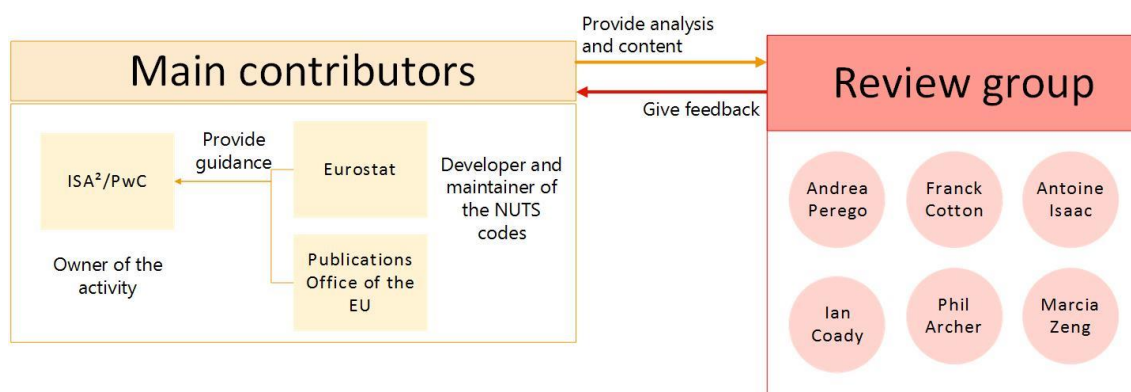 Provide analysis
and content
Main contributors
Review group
Give feedback
Provide
guidance
ISA²/PwC
Eurostat
Developer and
maintainer of
the NUTS
codes
Owner of the
activity
Publications
Office of the
EU
Andrea
Perego
Franck
Cotton
Antoine
Isaac
Ian
Coady
Phil
Archer
Marcia
Zeng